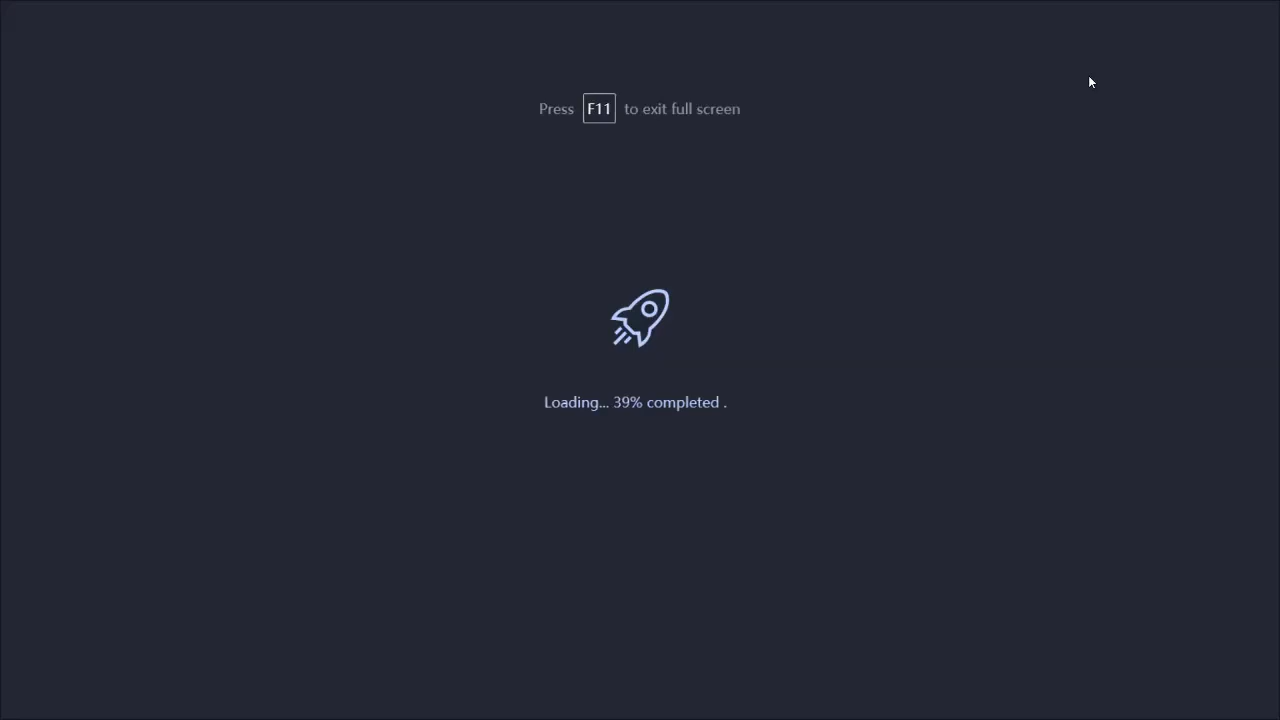 Press F11 to exit full screen
Loading... 39% completed .